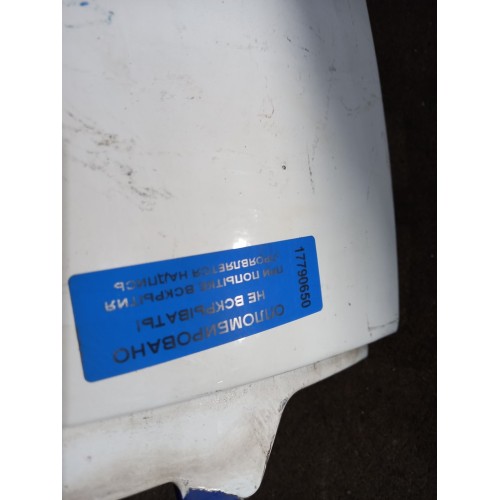 ОПЛОМБИРОВАНО
НЕ ВСКРЫВАТЬ!
ПРИ ПОПЫТКЕ ВСКРЫТИЯ
ПРОЯВЛЯЕТСЯ НАДПИСЬ
17790650